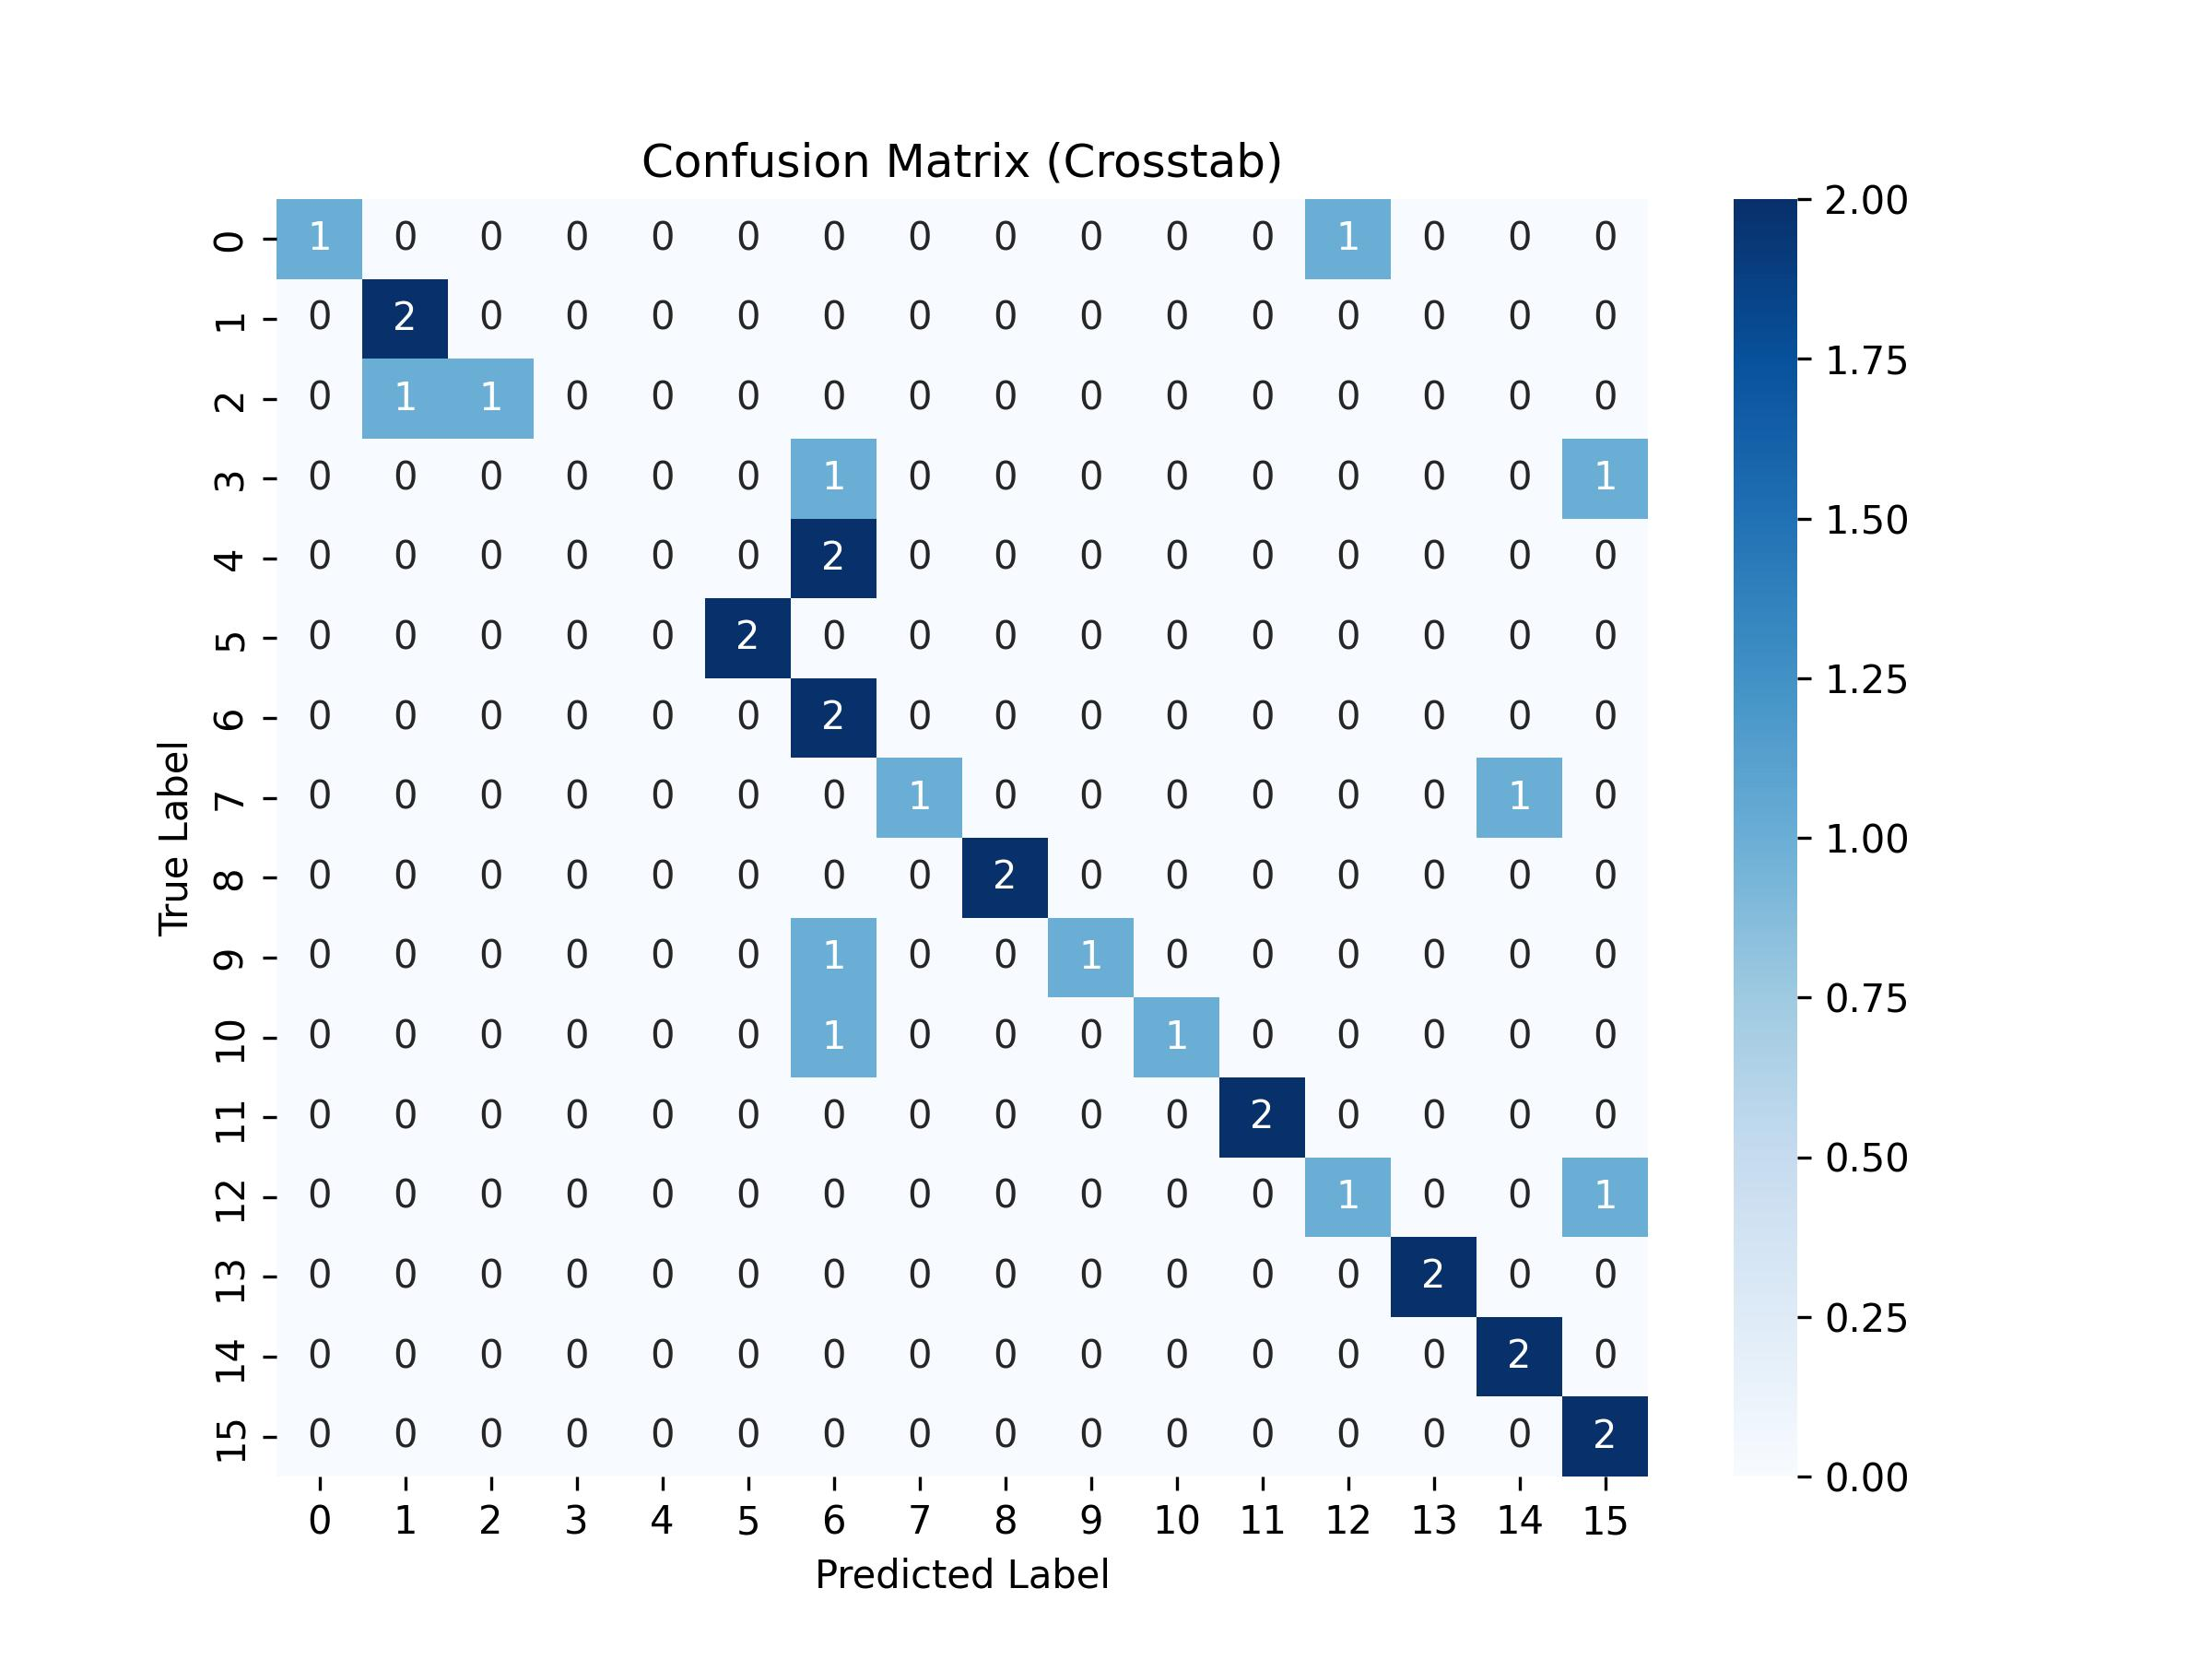 Confusion Matrix (Crosstab)
True Label
0 1 0 0 0 0 0 0 0 0 0 0 0 1 0 0 0
1 0 2 0 0 0 0 0 0 0 0 0 0 0 0 0 0
2 0 1 1 0 0 0 0 0 0 0 0 0 0 0 0 0
3 0 0 0 0 0 0 1 0 0 0 0 0 0 0 0 1
4 0 0 0 0 0 0 2 0 0 0 0 0 0 0 0 0
5 0 0 0 0 0 2 0 0 0 0 0 0 0 0 0 0
6 0 0 0 0 0 0 2 0 0 0 0 0 0 0 0 0
7 0 0 0 0 0 0 0 1 0 0 0 0 0 0 1 0
8 0 0 0 0 0 0 0 0 2 0 0 0 0 0 0 0
9 0 0 0 0 0 0 1 0 0 1 0 0 0 0 0 0
10 0 0 0 0 0 0 1 0 0 0 1 0 0 0 0 0
11 0 0 0 0 0 0 0 0 0 0 0 2 0 0 0 0
12 0 0 0 0 0 0 0 0 0 0 0 0 1 0 0 1
13 0 0 0 0 0 0 0 0 0 0 0 0 0 2 0 0
14 0 0 0 0 0 0 0 0 0 0 0 0 0 0 2 0
15 0 0 0 0 0 0 0 0 0 0 0 0 0 0 0 2
0 1 2 3 4 5 6 7 8 9 10 11 12 13 14 15
Predicted Label
2.00
1.75
1.50
1.25
1.00
0.75
0.50
0.25
0.00